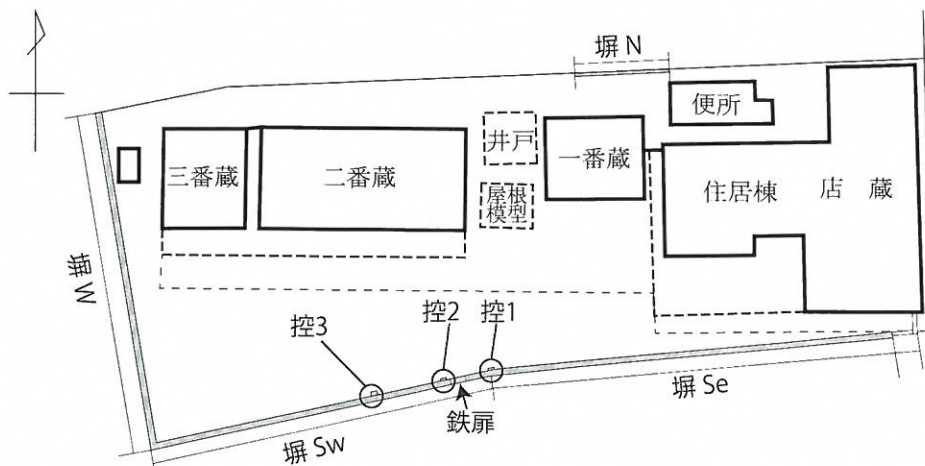 塀 N
便所
井戸
一番蔵
三番蔵
二番蔵
屋根
模型
住居棟
店 蔵
塀 W
控3
控2
控1
鉄扉
塀 Se
塀 Sw